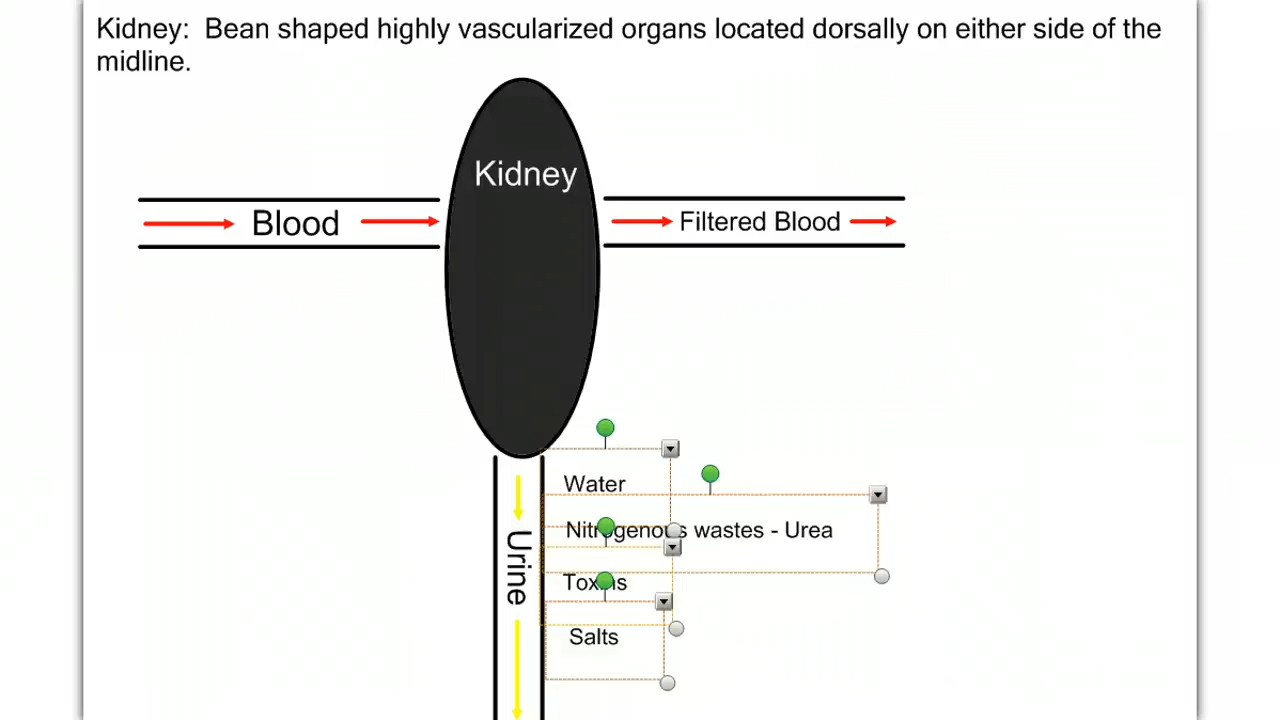 Kidney:  Bean shaped highly vascularized organs located dorsally on either side of the
midline.
Kidney
Blood
Filtered Blood
Water
Nitrogenous wastes - Urea
Urine
Toxins
Salts